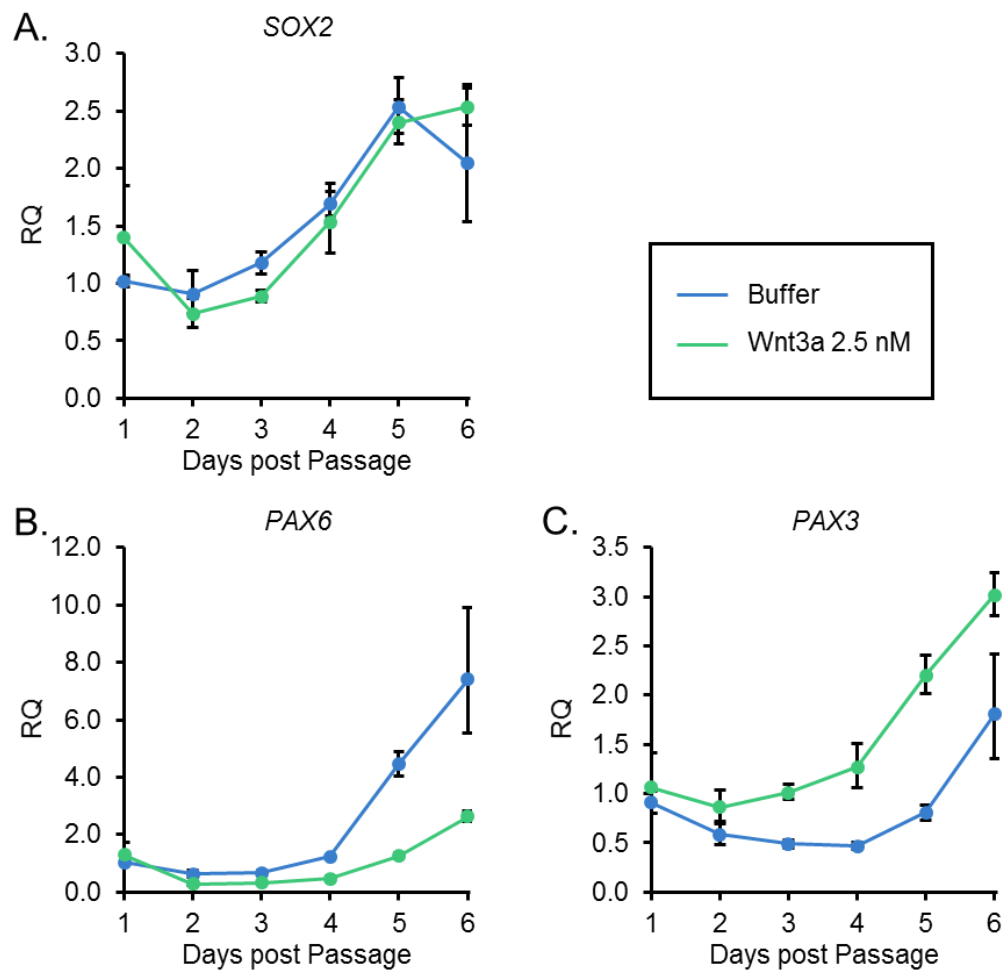 A.
SOX2
3.0
2.5
2.0
1.5
1.0
0.5
0.0
RQ
1 2 3 4 5 6
Days post Passage
Buffer
Wnt3a 2.5 nM
B.
PAX6
12.0
10.0
8.0
6.0
4.0
2.0
0.0
RQ
1 2 3 4 5 6
Days post Passage
C.
PAX3
3.5
3.0
2.5
2.0
1.5
1.0
0.5
0.0
RQ
1 2 3 4 5 6
Days post Passage